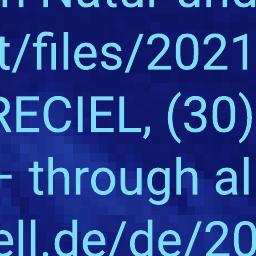 n Natur und
t/files/2021
RECIEL, (30)
– through al
ell.de/de/20